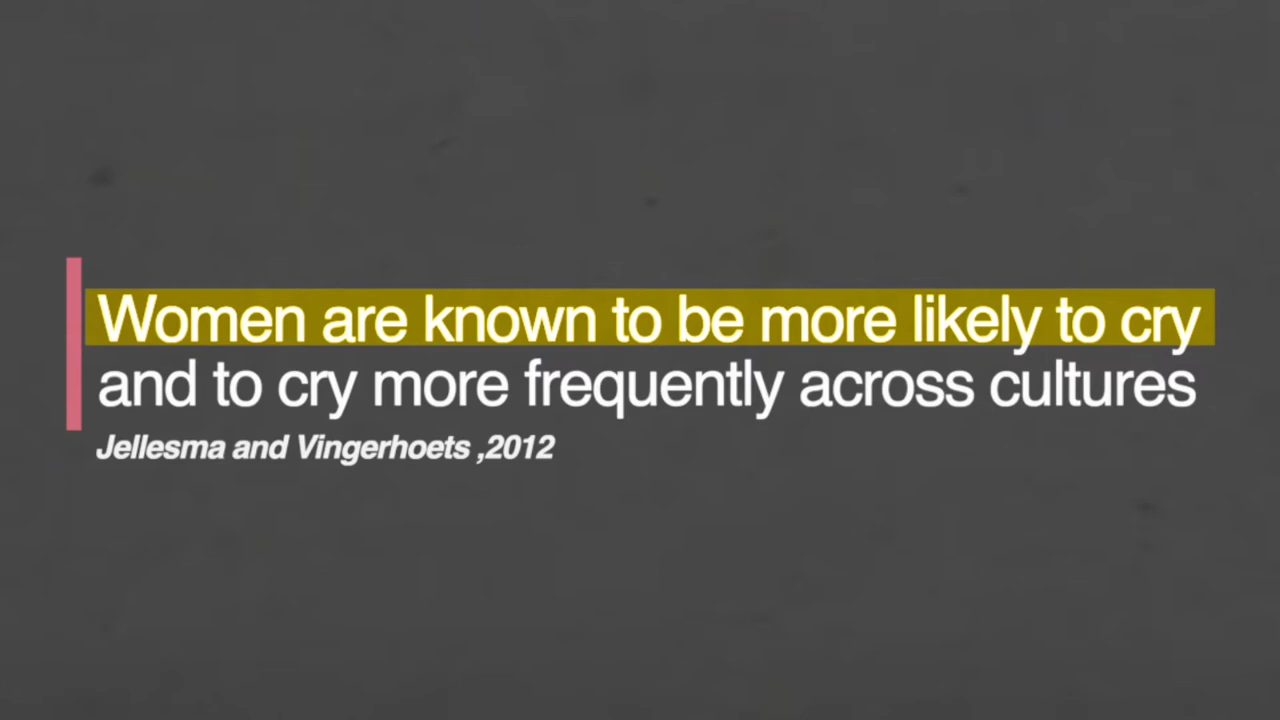 Women are known to be more likely to cry
and to cry more frequently across cultures
Jellesma and Vingerhoets ,2012